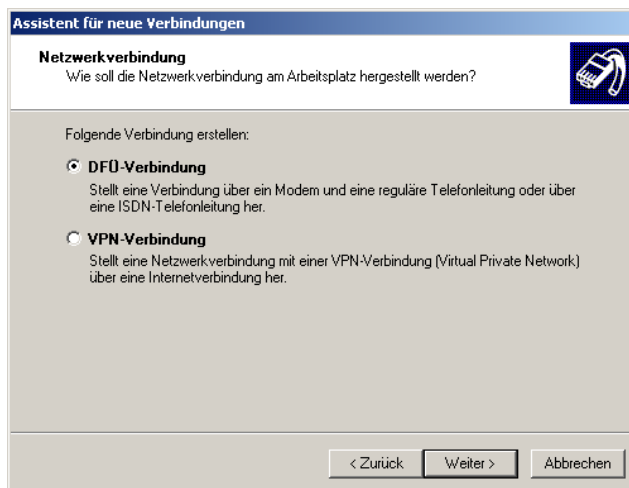 Assistent für neue Verbindungen
Netzwerkverbindung
Wie soll die Netzwerkverbindung am Arbeitsplatz hergestellt werden?
Folgende Verbindung erstellen:
DFÜ-Verbindung
Stellt eine Verbindung über ein Modem und eine reguläre Telefonleitung oder über
eine ISDN-Telefonleitung her.
VPN-Verbindung
Stellt eine Netzwerkverbindung mit einer VPN-Verbindung (Virtual Private Network)
über eine Internetverbindung her.
< Zurück Weiter > Abbrechen